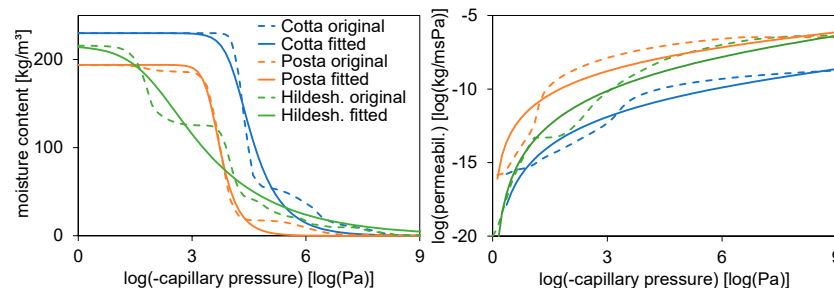 moisture content [kg/m³]
200
100
0
0
3
6
9
log(-capillary pressure) [log(Pa)]
Cotta original
Cotta fitted
Posta original
Posta fitted
Hildesh. original
Hildesh. fitted
log(permeabil.) [log(kg/msPa)]
-5
-10
-15
-20
0
3
6
9
log(-capillary pressure) [log(Pa)]